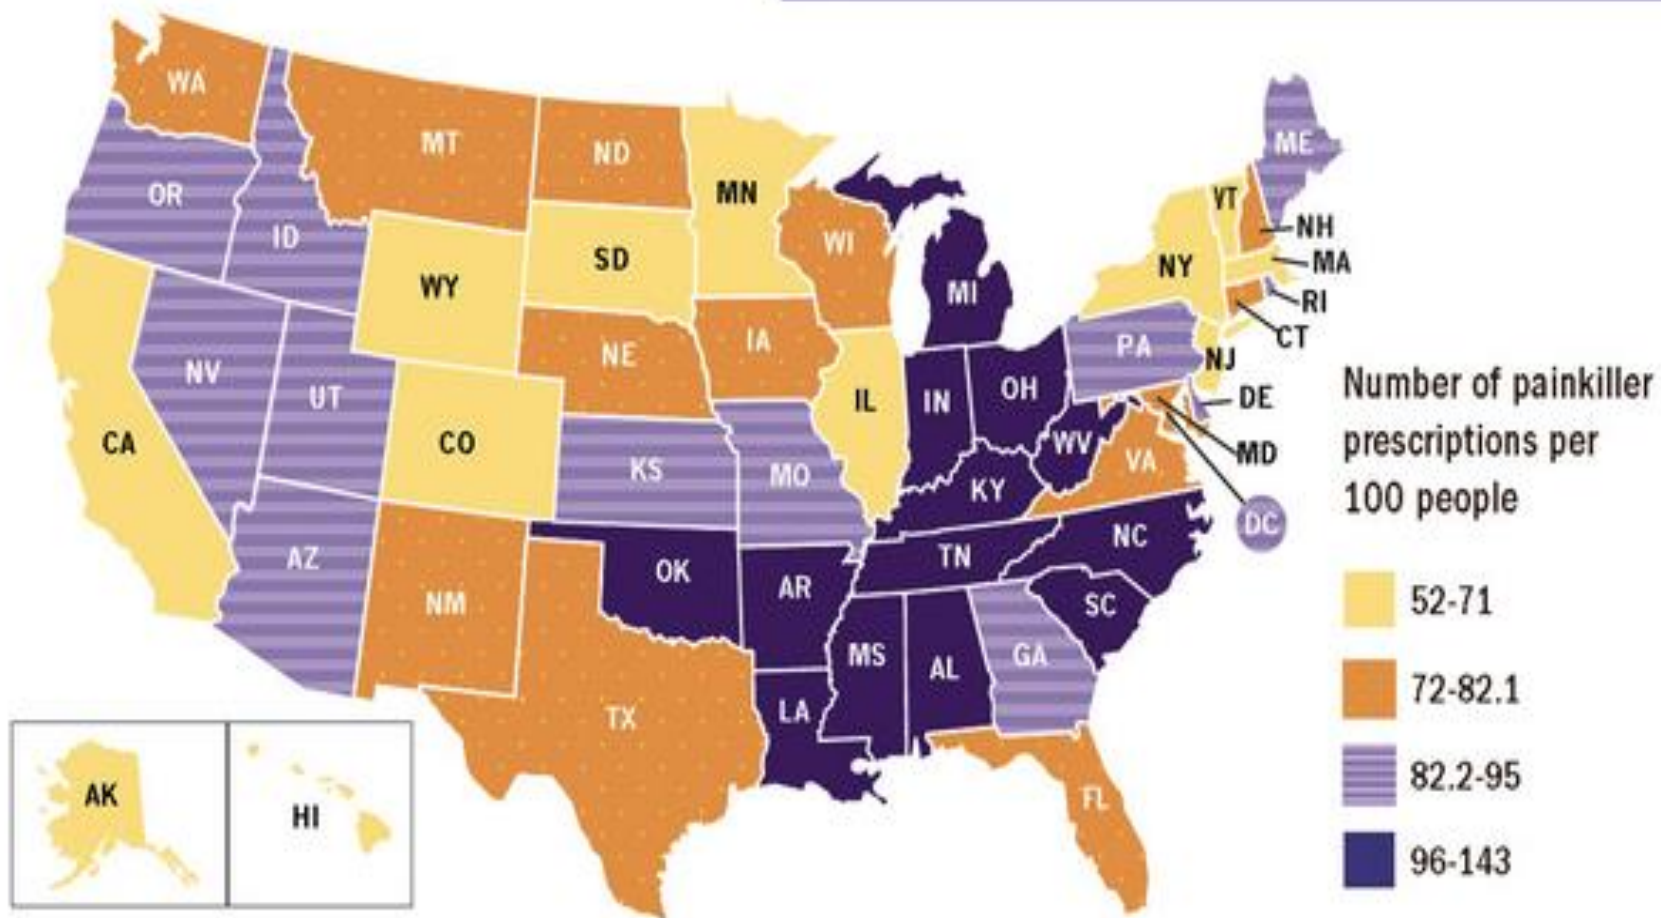 WA
MT
ND
MN
ME
OR
ID
WY
SD
WI
MI
VT
NH
NY
MA
RI
CT
NV
UT
NE
IA
PA
NJ
CA
CO
KS
MO
IL
IN
OH
WV
DE
MD
VA
KY
DC
AZ
NM
OK
AR
TN
NC
SC
TX
LA
MS
AL
GA
FL
AK
HI
Number of painkiller
prescriptions per
100 people
52-71
72-82.1
82.2-95
96-143